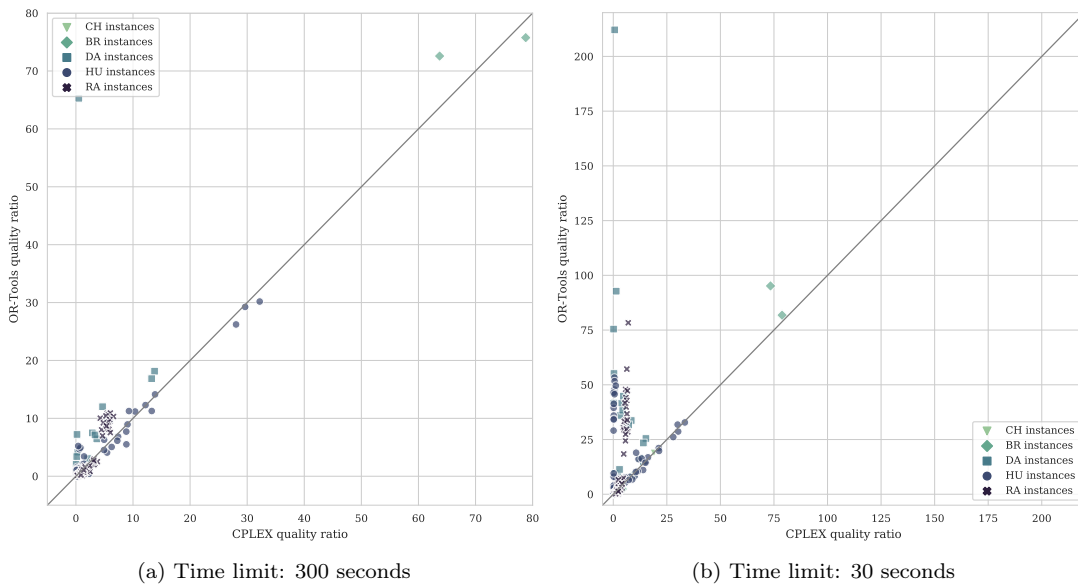 80
70
60
50
40
30
20
10
0
OR-Tools quality ratio
CH instances
BR instances
DA instances
HU instances
RA instances
0 10 20 30 40 50 60 70 80
CPLEX quality ratio
(a) Time limit: 300 seconds
200
175
150
125
100
75
50
25
0
OR-Tools quality ratio
CH instances
BR instances
DA instances
HU instances
RA instances
0 25 50 75 100 125 150 175 200
CPLEX quality ratio
(b) Time limit: 30 seconds